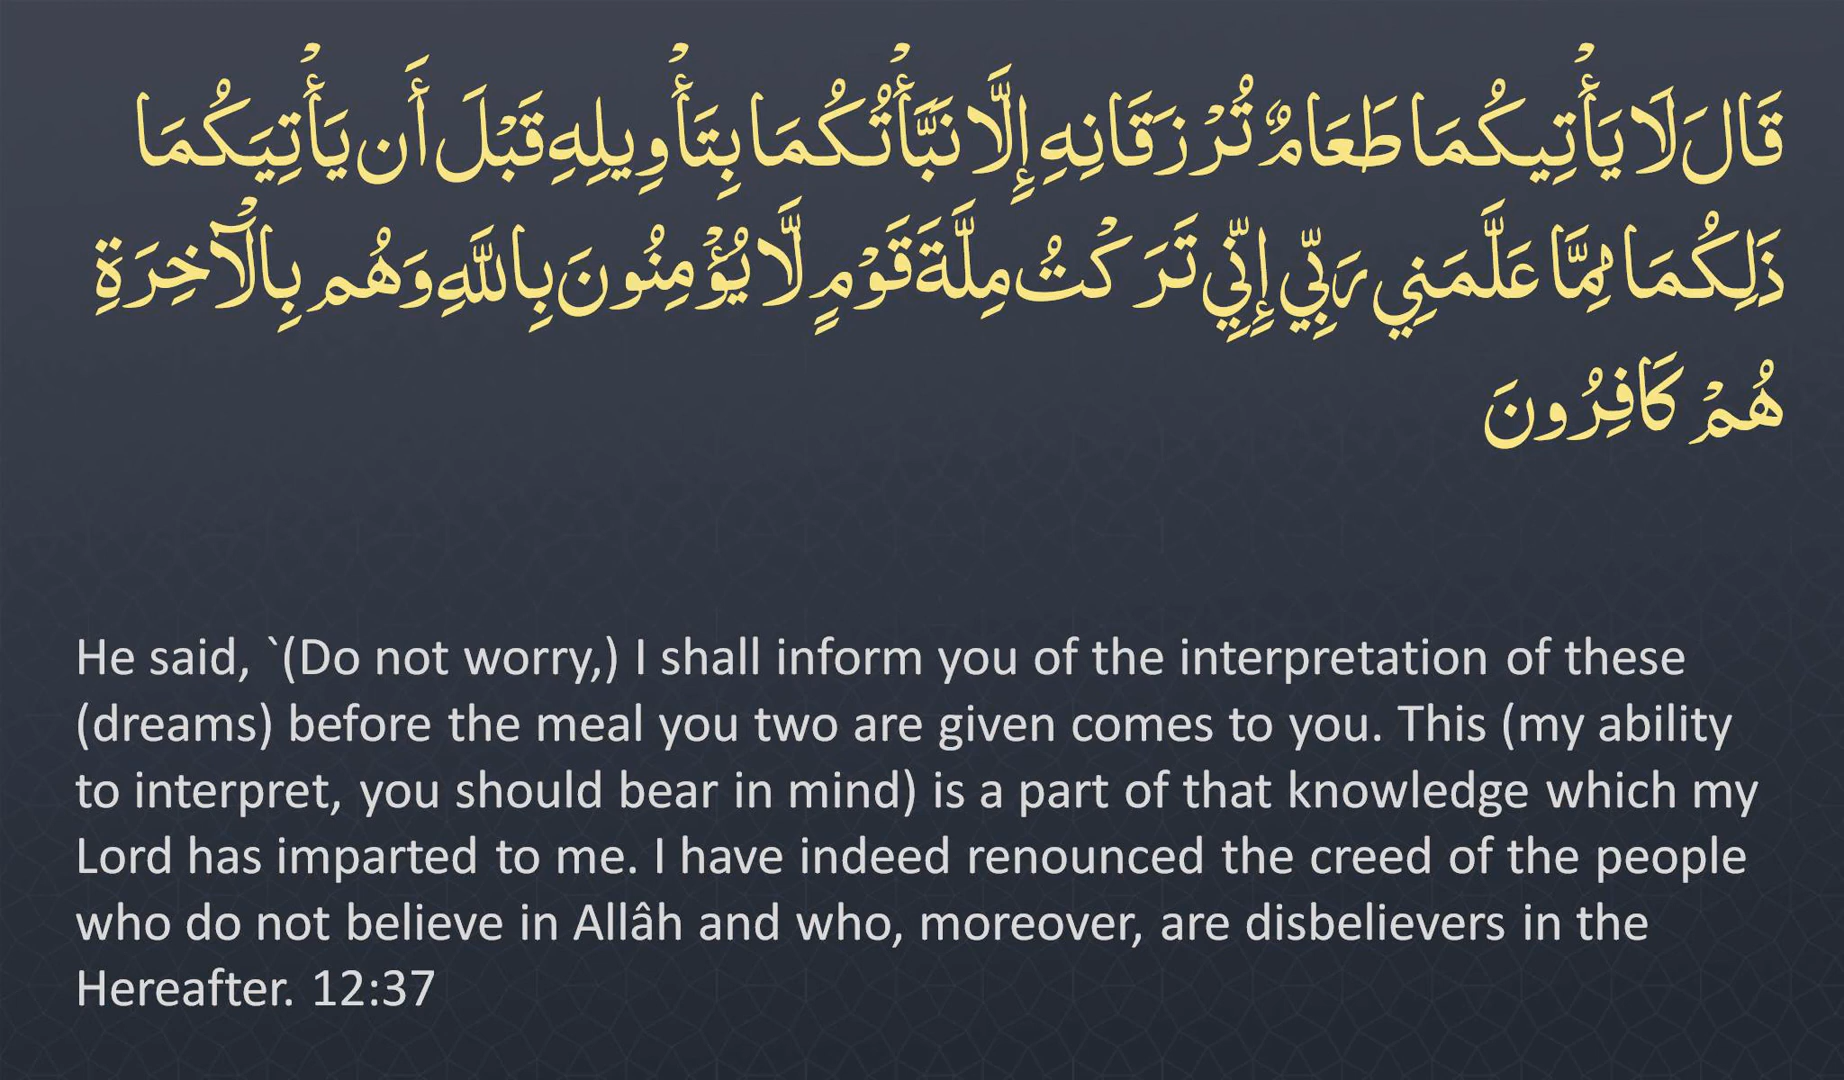 قَالَ لَا يَأْتِيكُمَا طَعَامٌ تُرْزَقَانِهِ إِلَّا نَبَّأْتُكُمَا بِتَأْوِيلِهِ قَبْلَ أَن يَأْتِيَكُمَا
ذَلِكُمَا مِمَّا عَلَّمَنِي رَبِّي إِنِّي تَرَكْتُ مِلَّةَ قَوْمٍ لَّا يُؤْمِنُونَ بِاللَّهِ وَهُم بِالْآخِرَةِ
هُمْ كَافِرُونَ
He said, `(Do not worry,) I shall inform you of the interpretation of these
(dreams) before the meal you two are given comes to you. This (my ability
to interpret, you should bear in mind) is a part of that knowledge which my
Lord has imparted to me. I have indeed renounced the creed of the people
who do not believe in Allâh and who, moreover, are disbelievers in the
Hereafter. 12:37